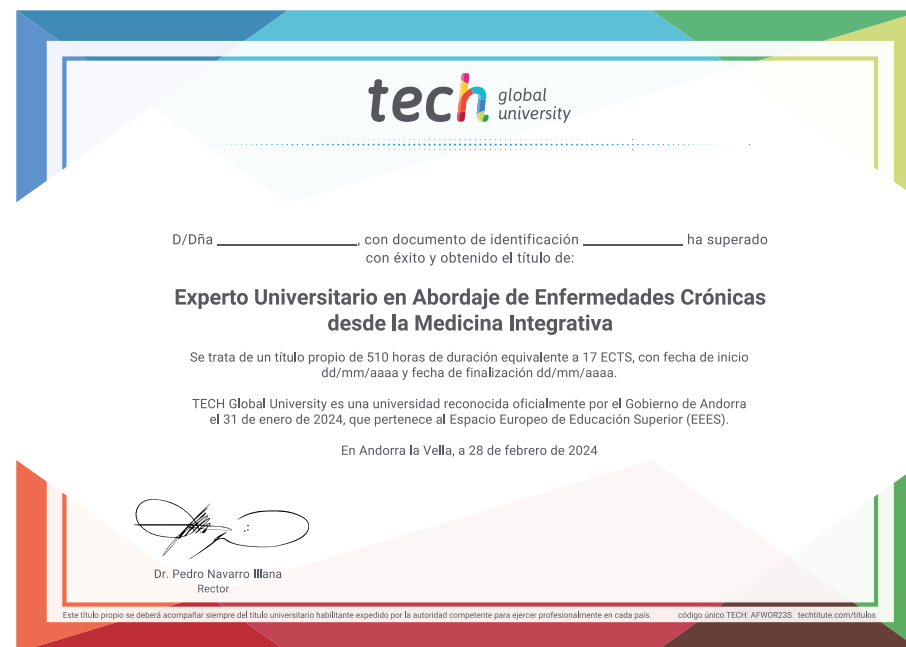 tech global university
D/Dña ____________________, con documento de identificación ______________ ha superado
con éxito y obtenido el título de:
Experto Universitario en Abordaje de Enfermedades Crónicas
desde la Medicina Integrativa
Se trata de un título propio de 510 horas de duración equivalente a 17 ECTS, con fecha de inicio
dd/mm/aaaa y fecha de finalización dd/mm/aaaa.
TECH Global University es una universidad reconocida oficialmente por el Gobierno de Andorra
el 31 de enero de 2024, que pertenece al Espacio Europeo de Educación Superior (EEES).
En Andorra la Vella, a 28 de febrero de 2024
Dr. Pedro Navarro Illana
Rector
Este título propio se deberá acompañar siempre del título universitario habilitante expedido por la autoridad competente para ejercer profesionalmente en cada país. código único TECH: AFWOR23S techtitute.com/titulos